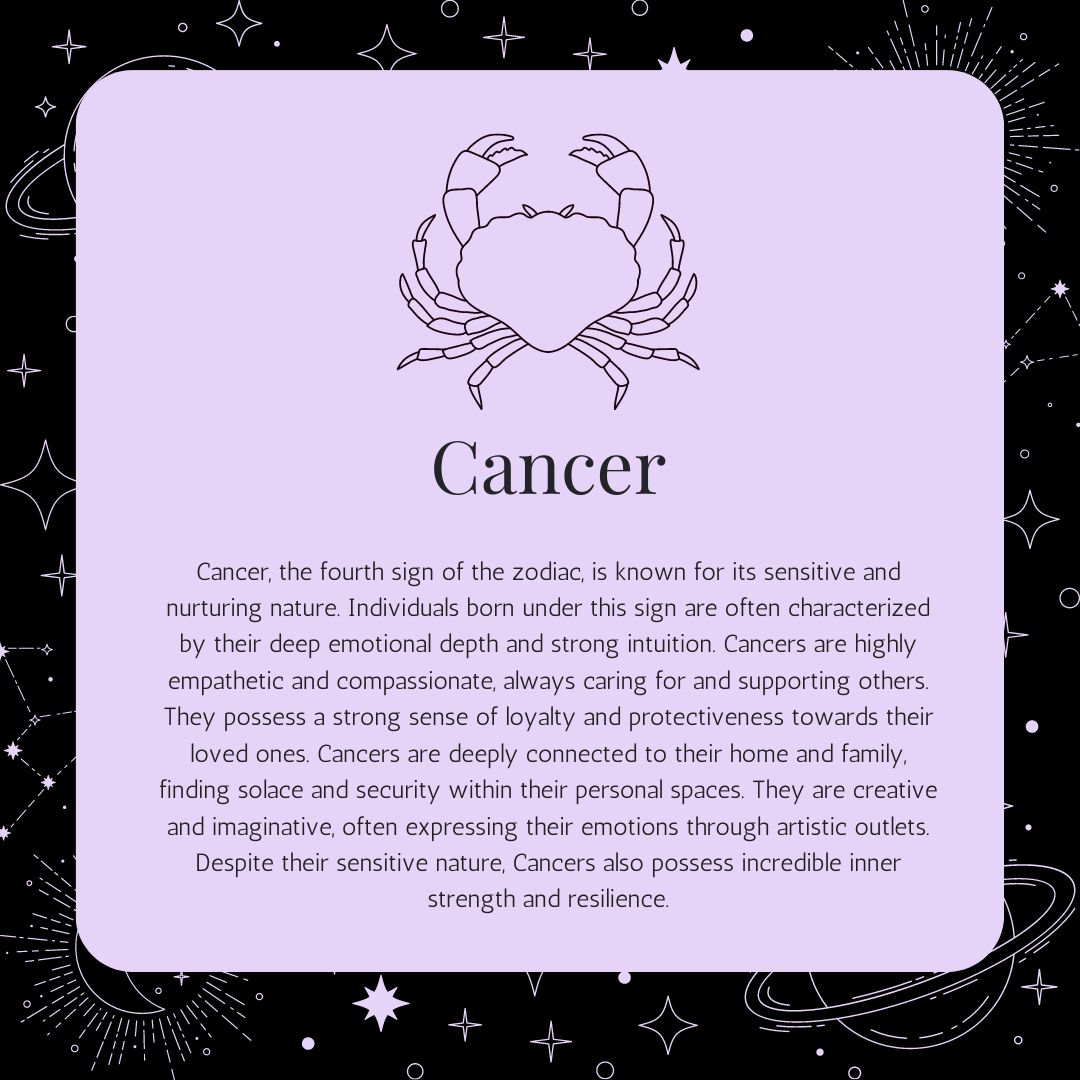 Cancer
Cancer, the fourth sign of the zodiac, is known for its sensitive and
nurturing nature. Individuals born under this sign are often characterized
by their deep emotional depth and strong intuition. Cancers are highly
empathetic and compassionate, always caring for and supporting others.
They possess a strong sense of loyalty and protectiveness towards their
loved ones. Cancers are deeply connected to their home and family,
finding solace and security within their personal spaces. They are creative
and imaginative, often expressing their emotions through artistic outlets.
Despite their sensitive nature, Cancers also possess incredible inner
strength and resilience.